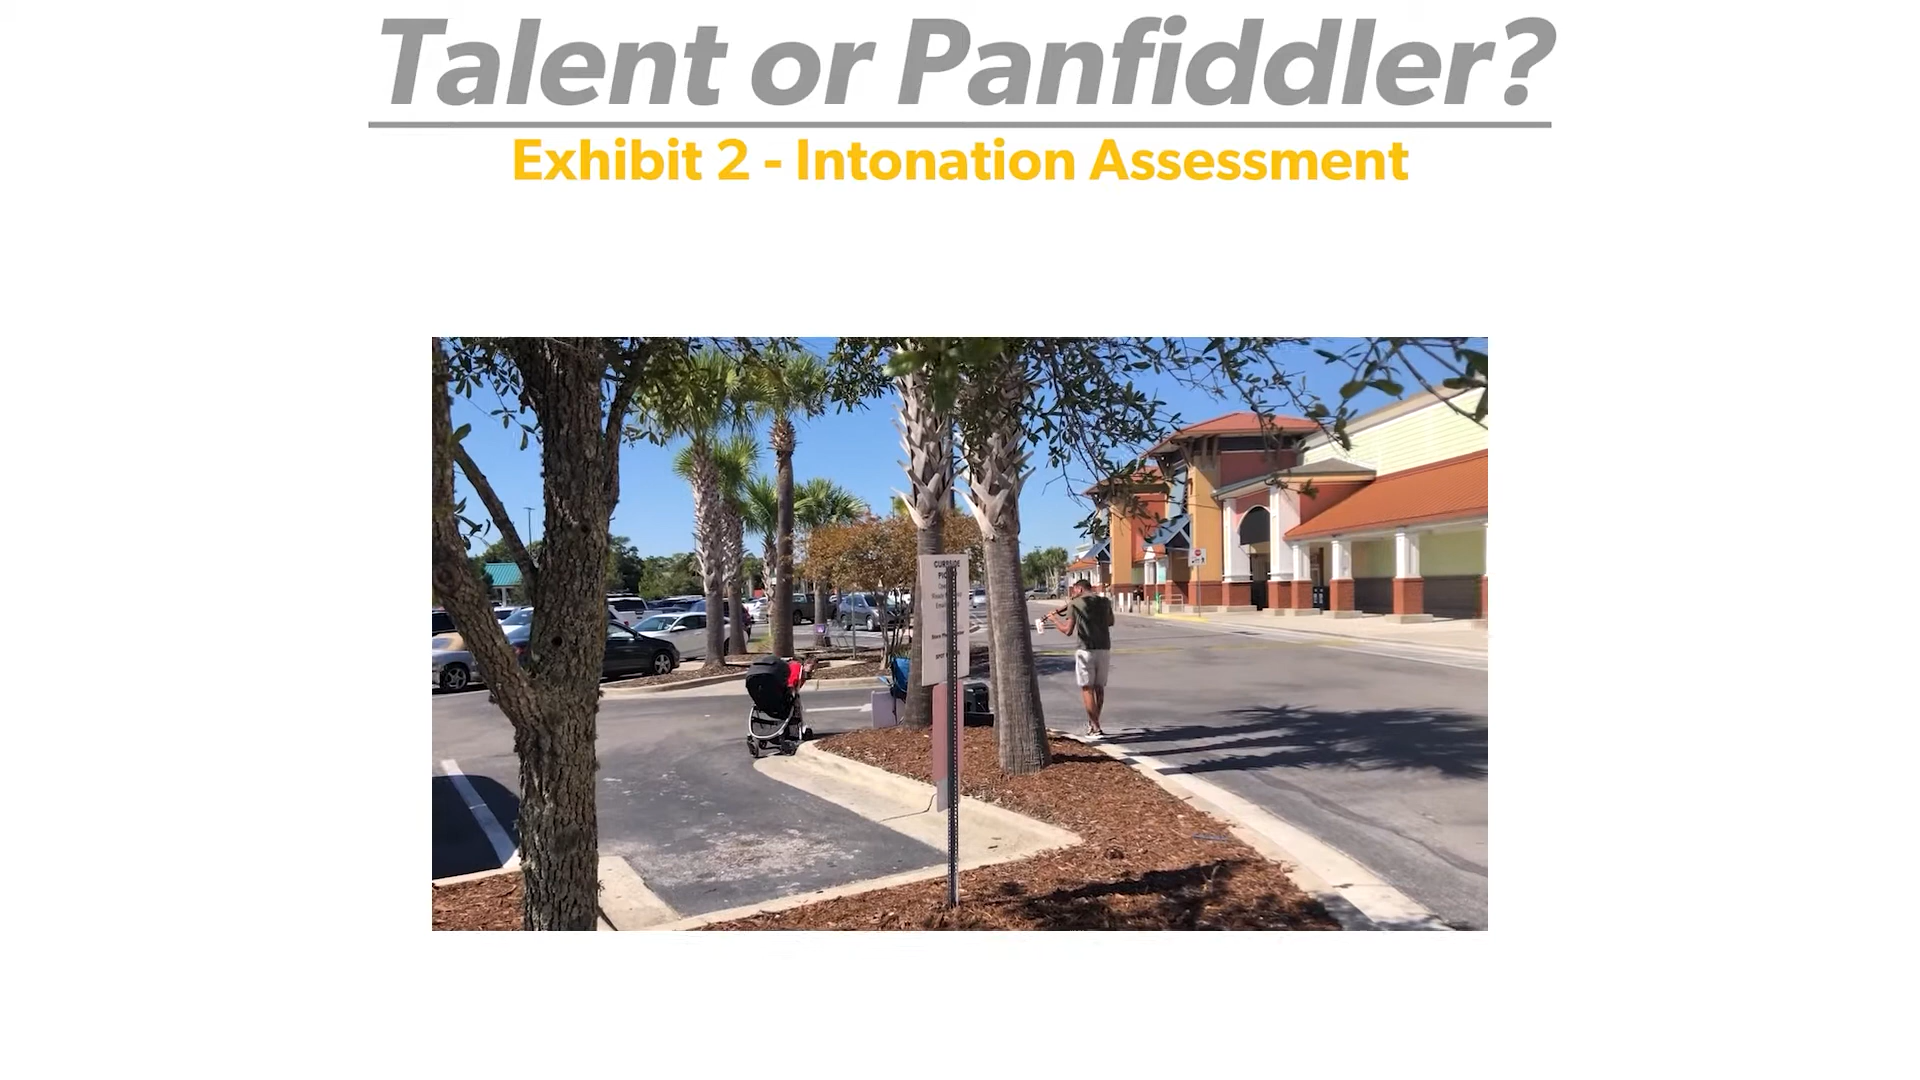 Talent or Panfiddler?
Exhibit 2 - Intonation Assessment